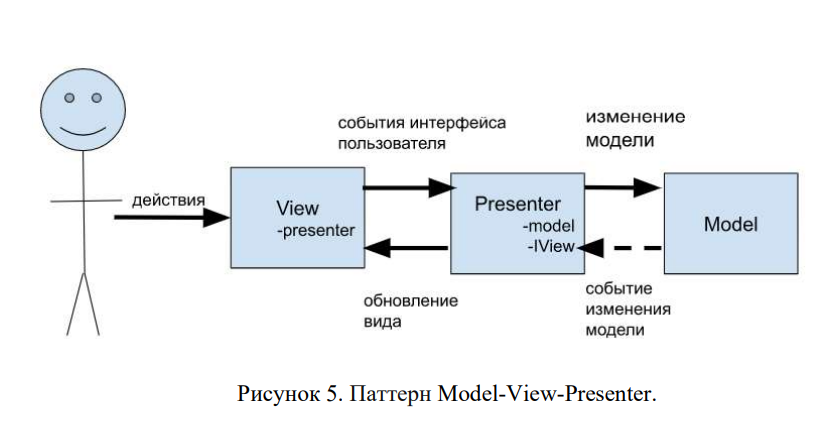 события интерфейса
пользователя
изменение
модели
действия
View
-presenter
Presenter
-model
-IView
Model
обновление
вида
событие
изменения
модели
Рисунок 5. Паттерн Model-View-Presenter.